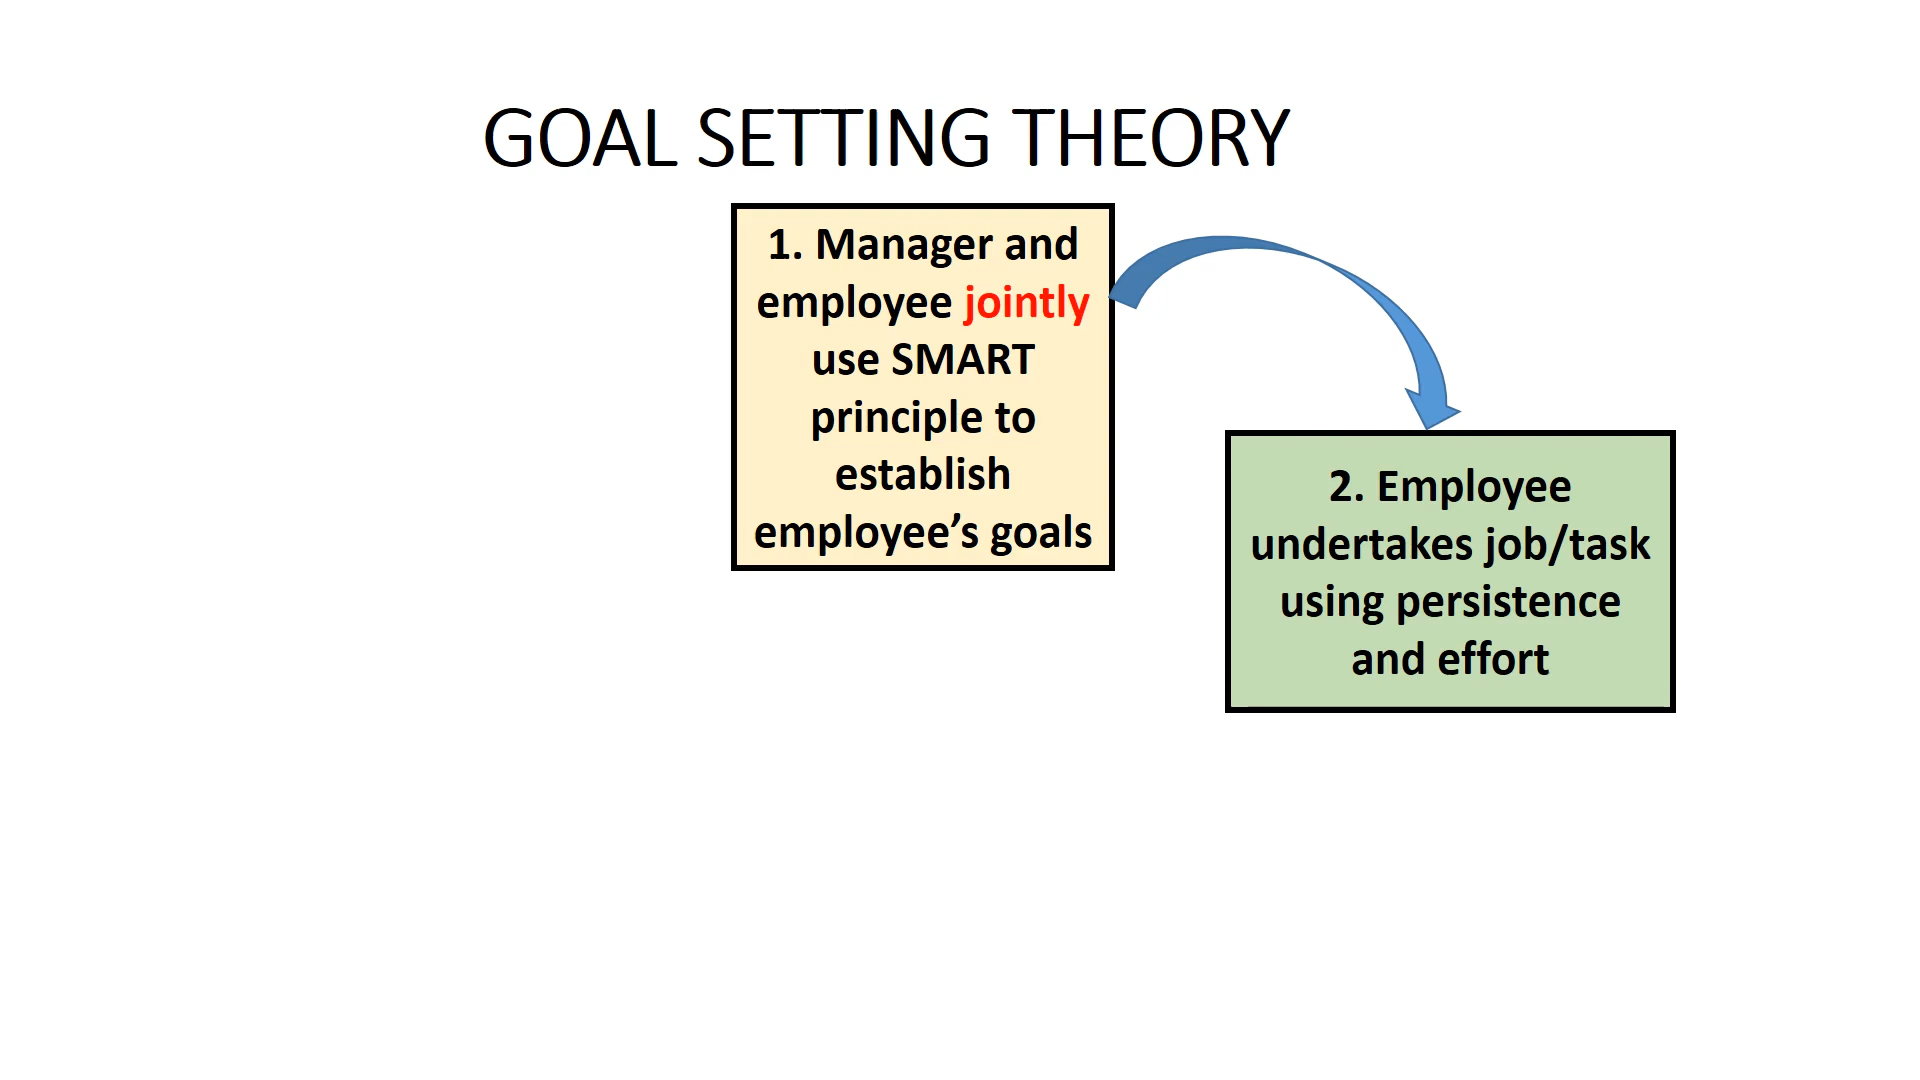 GOAL SETTING THEORY
1. Manager and
employee jointly
use SMART
principle to
establish
employee’s goals
2. Employee
undertakes job/task
using persistence
and effort